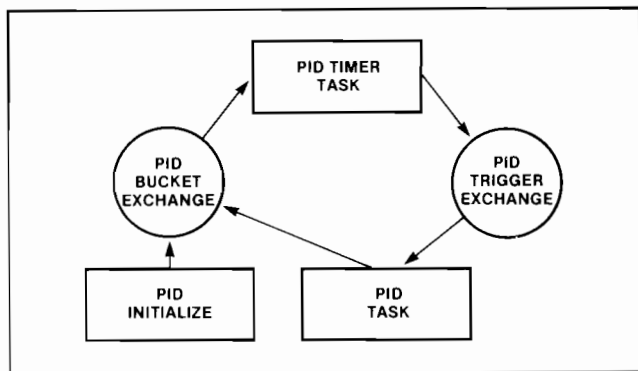 PID TIMER
TASK
PID
BUCKET
EXCHANGE
PID
TRIGGER
EXCHANGE
PID
INITIALIZE
PID
TASK